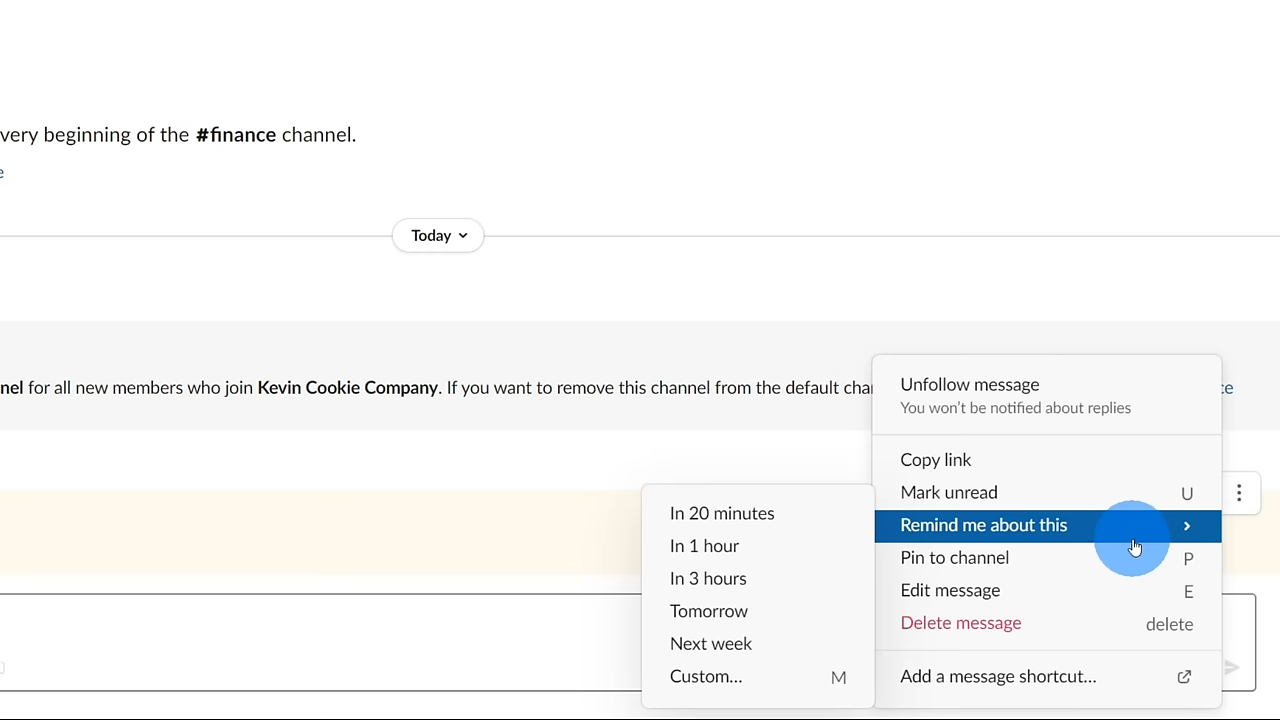 very beginning of the #finance channel.
e
Today
nel for all new members who join Kevin Cookie Company. If you want to remove this channel from the default char
ce
Unfollow message
You won't be notified about replies
Copy link
Mark unread U
Remind me about this
Pin to channel P
Edit message E
Delete message delete
Add a message shortcut...
In 20 minutes
In 1 hour
In 3 hours
Tomorrow
Next week
Custom... M